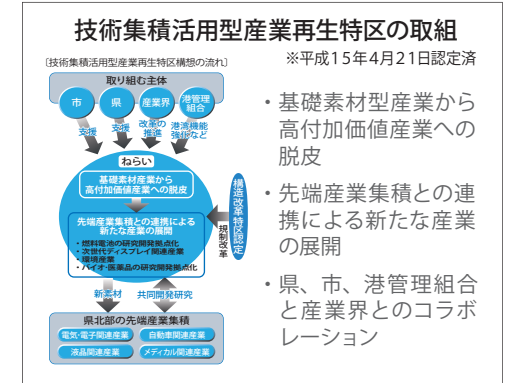 技術集積活用型産業再生特区の取組
※平成15年4月21日認定済
〔技術集積活用型産業再生特区構想の流れ〕
取り組む主体
市
県
産業界
港管理
組合
支援
支援
改革の
推進
港湾機能
強化など
ねらい
基礎素材産業から
高付加価値産業への脱皮
先端産業集積との連携による
新たな産業の展開
・燃料電池の研究開発拠点化
・次世代ディスプレイ関連産業
・環境産業
・バイオ・医薬品の研究開発拠点化
規制改革
構造改革特区認定
新素材
共同開発研究
県北部の先端産業集積
電気・電子関連産業
自動車関連産業
液晶関連産業
メディカル関連産業
・基礎素材型産業から
高付加価値産業への
脱皮
・先端産業集積との連
携による新たな産業
の展開
・県、市、港管理組合
と産業界とのコラボ
レーション